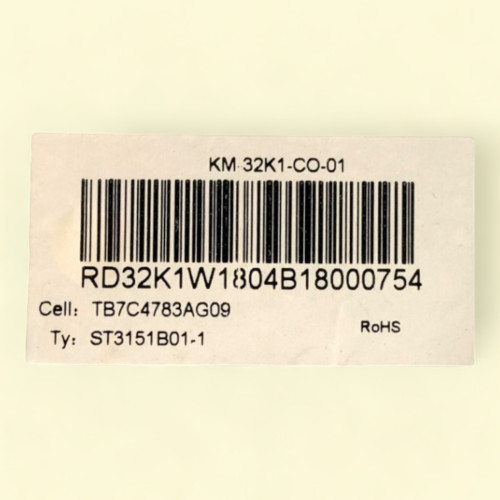 KM 32K1-CO-01
RD32K1W1804B18000754
Cell: TB7C4783AG09
RoHS
Ty: ST3151B01-1